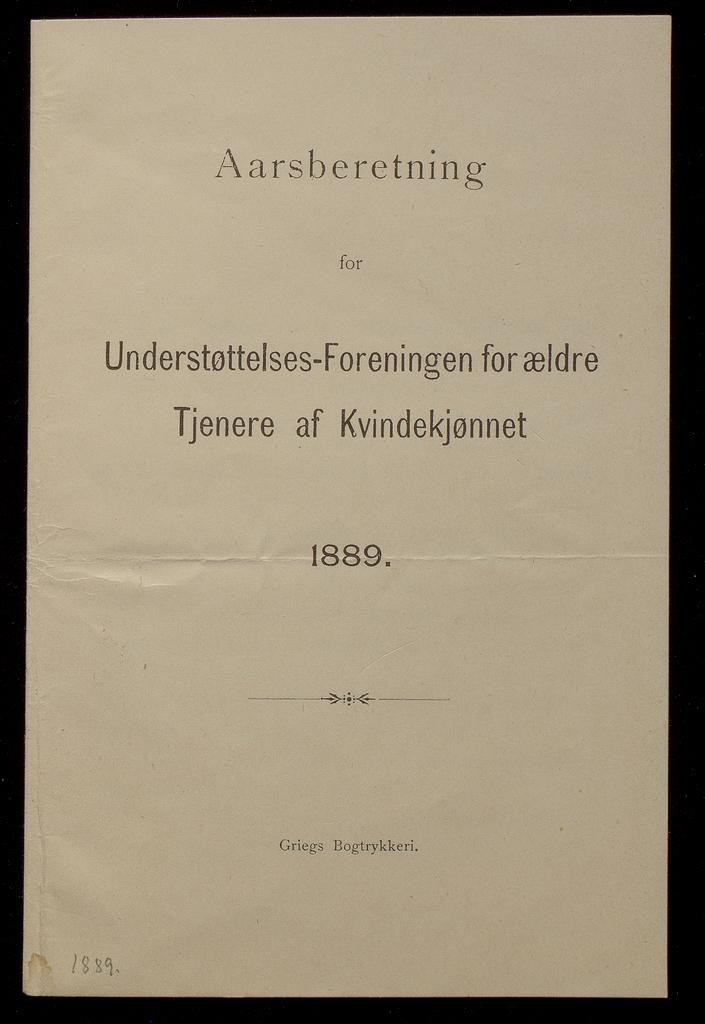 Aarsberetning
for
Understøttelses-Foreningen for ældre
Tjenere af Kvindekjønnet
1889.
Griegs Bogtrykkeri.
1889.